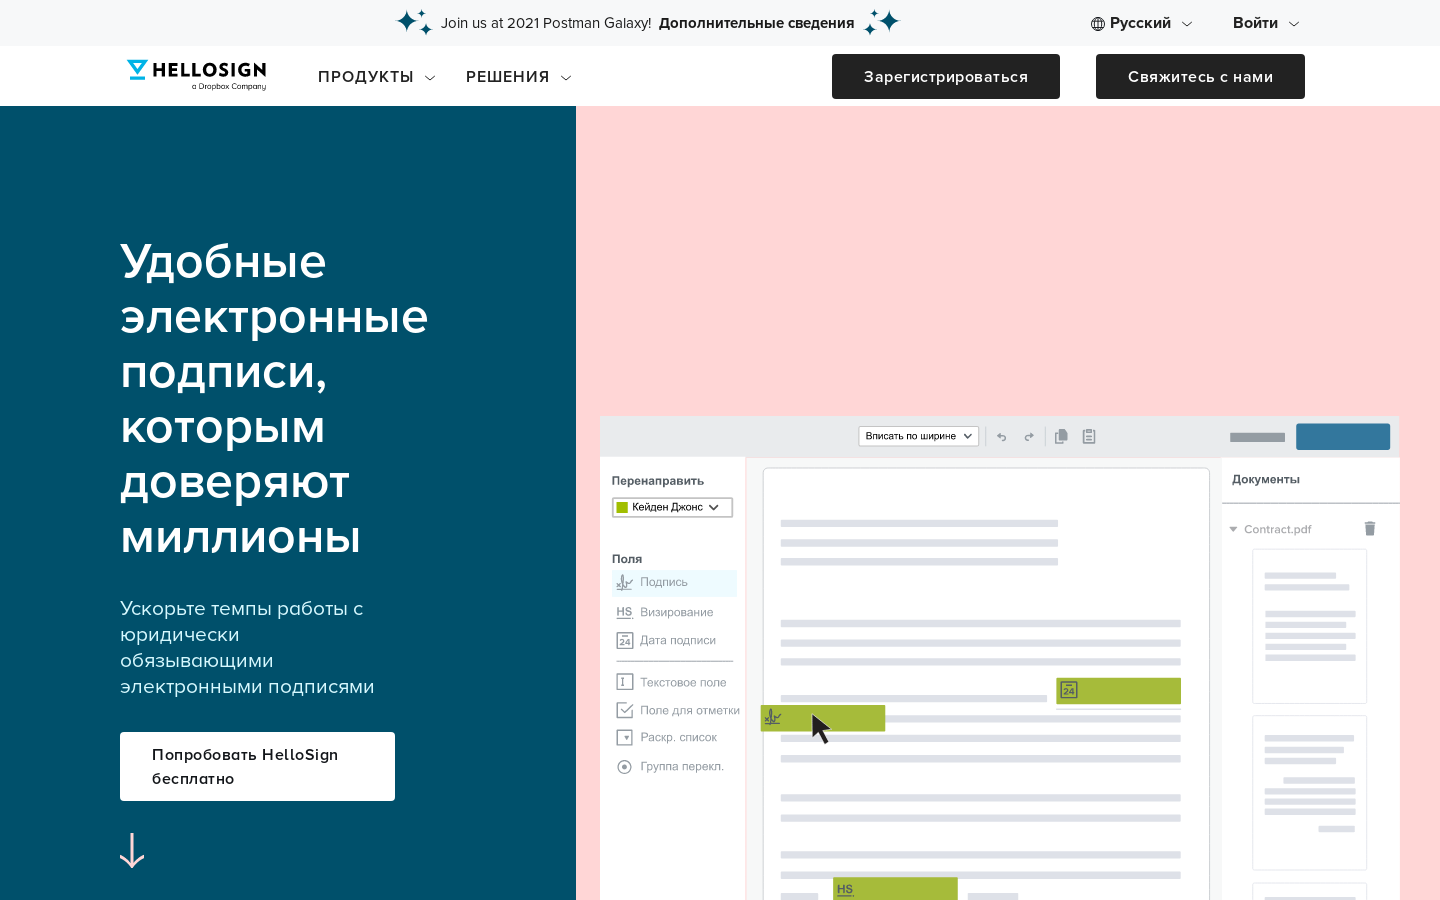 Join us at 2021 Postman Galaxy! Дополнительные сведения
Русский
Войти
HELLOSIGN
a Dropbox Company
ПРОДУКТЫ
РЕШЕНИЯ
Зарегистрироваться
Свяжитесь с нами
Удобные
электронные
подписи,
которым
доверяют
миллионы
Ускорьте темпы работы с
юридически
обязывающими
электронными подписями
Попробовать HelloSign
бесплатно
Вписать по ширине
Перенаправить
Кейден Джонс
Поля
Подпись
HS Визирование
24 Дата подписи
Текстовое поле
Поле для отметки
Раскр. список
Группа перекл.
24
HS
Документы
Contract.pdf